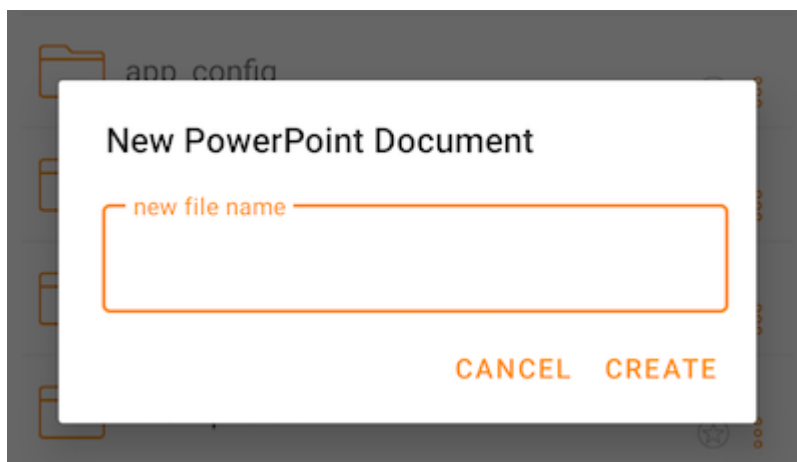 app_config
New PowerPoint Document
new file name
CANCEL CREATE